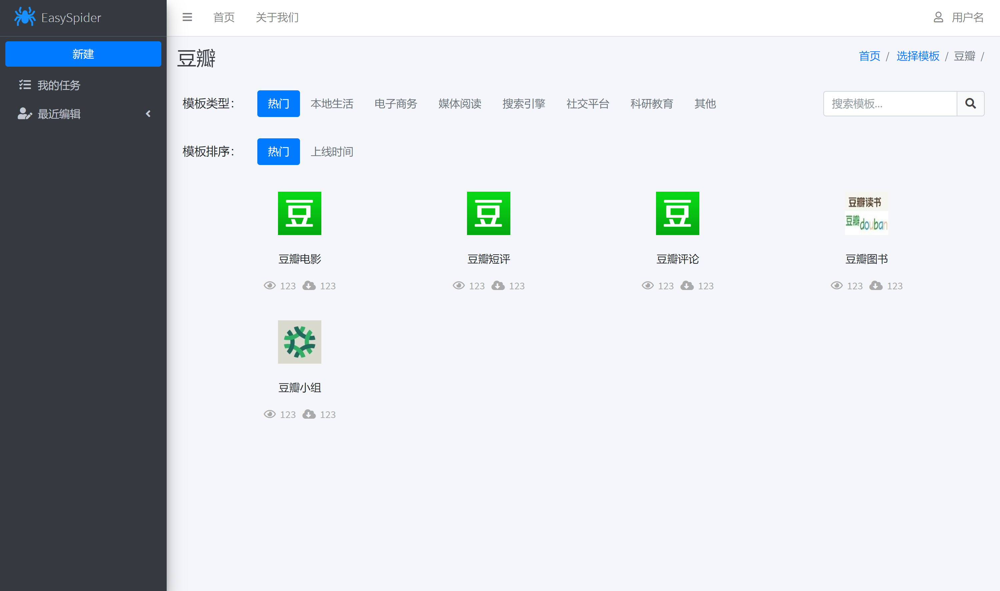 EasySpider
首页 关于我们 用户名
新建
我的任务
最近编辑
豆瓣
首页 / 选择模板 / 豆瓣 /
模板类型： 热门 本地生活 电子商务 媒体阅读 搜索引擎 社交平台 科研教育 其他 搜索模板...
模板排序： 热门 上线时间
豆 豆 豆 豆瓣读书
豆瓣douban
豆瓣电影 豆瓣短评 豆瓣评论 豆瓣图书
123 123 123 123 123 123 123 123
豆瓣小组
123 123